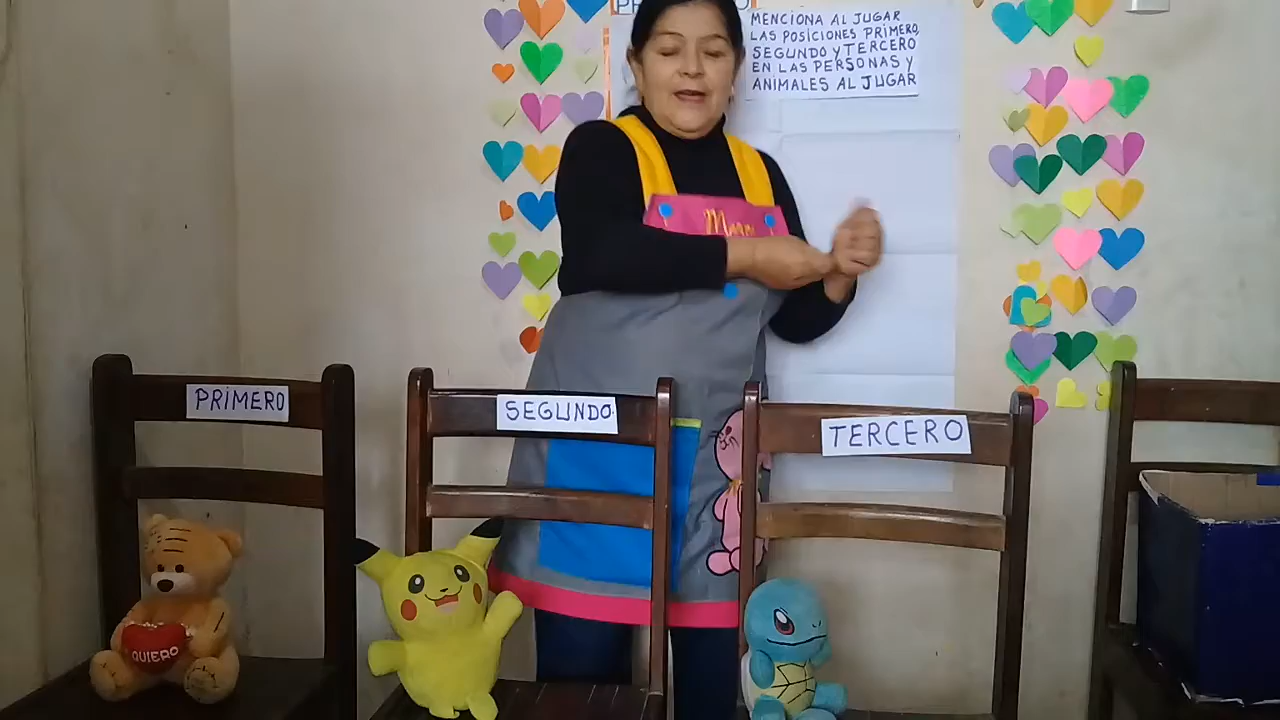 MENCIONA AL JUGAR
LAS POSICIONES PRIMERO,
SEGUNDO Y TERCERO
EN LAS PERSONAS Y
ANIMALES AL JUGAR
PRIMERO
SEGUNDO
TERCERO
QUIERO